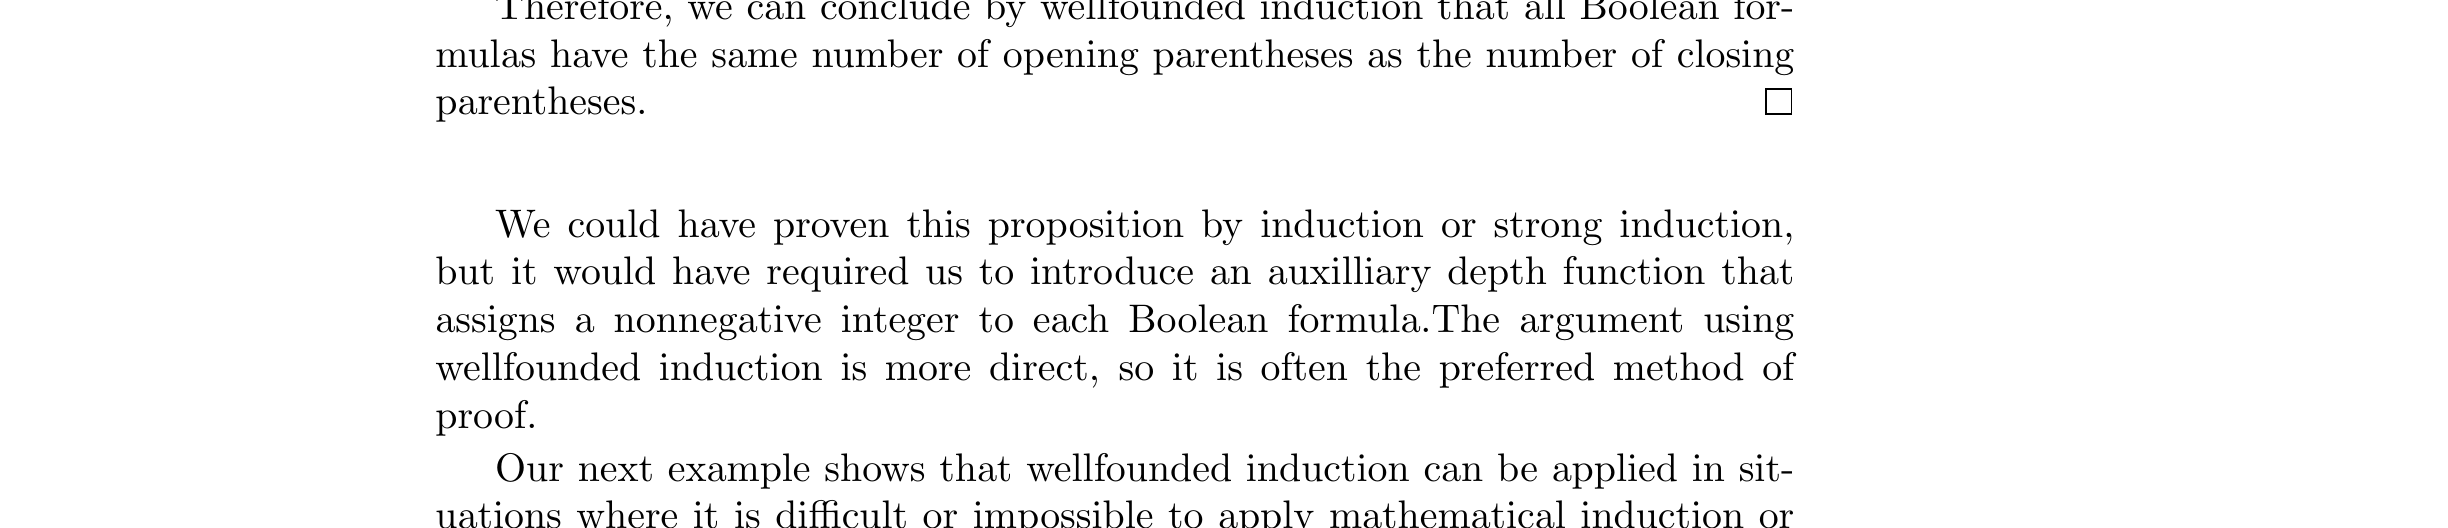 Therefore, we can conclude by wellfounded induction that all Boolean for-
mulas have the same number of opening parentheses as the number of closing
parentheses. □
We could have proven this proposition by induction or strong induction,
but it would have required us to introduce an auxilliary depth function that
assigns a nonnegative integer to each Boolean formula.The argument using
wellfounded induction is more direct, so it is often the preferred method of
proof.
Our next example shows that wellfounded induction can be applied in sit-
uations where it is difficult or impossible to apply mathematical induction or